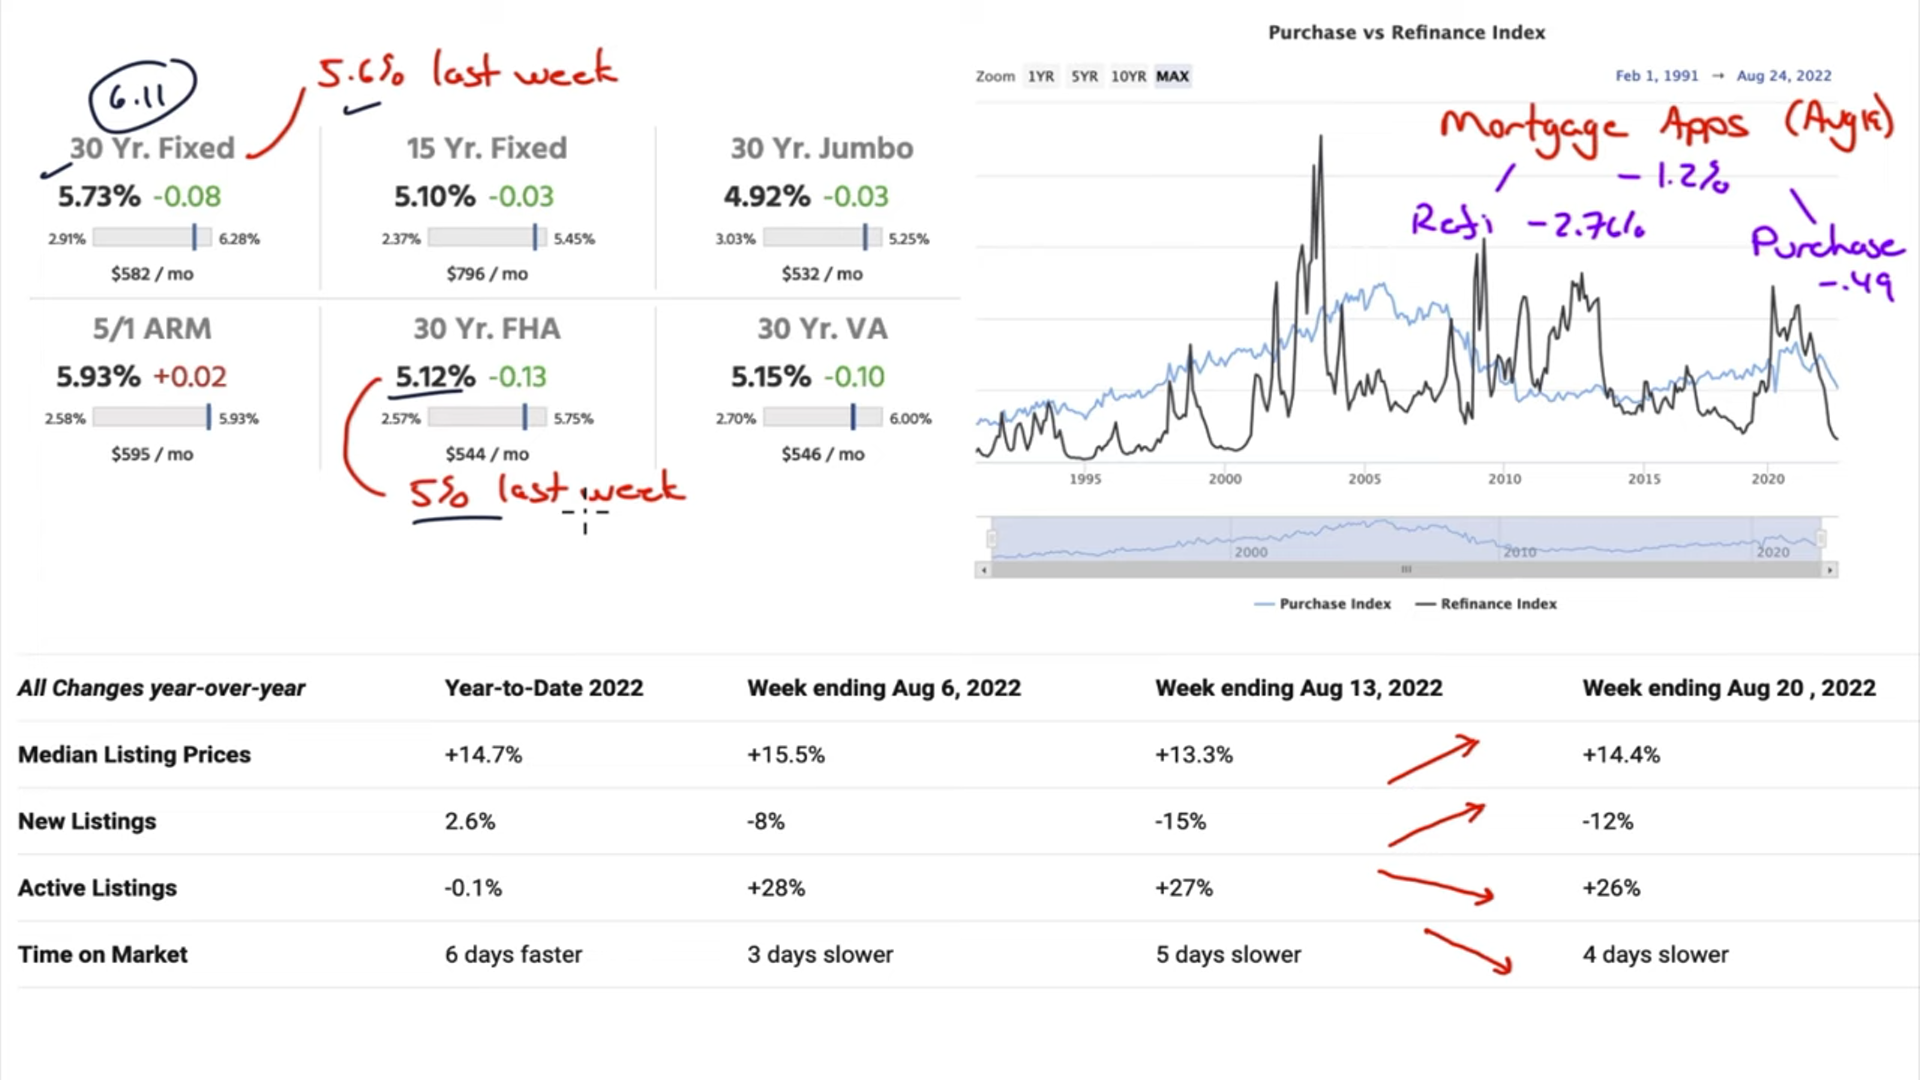 6.11
5.6% last week
30 Yr. Fixed
5.73% -0.08
2.91% 6.28%
$582 / mo
15 Yr. Fixed
5.10% -0.03
2.37% 5.45%
$796 / mo
30 Yr. Jumbo
4.92% -0.03
3.03% 5.25%
$532 / mo
5/1 ARM
5.93% +0.02
2.58% 5.93%
$595 / mo
30 Yr. FHA
5.12% -0.13
2.57% 5.75%
$544 / mo
30 Yr. VA
5.15% -0.10
2.70% 6.00%
$546 / mo
5% last week
Purchase vs Refinance Index
Zoom 1YR 5YR 10YR MAX
Feb 1, 1991 → Aug 24, 2022
Mortgage Apps
-1.2%
Refi -2.76%
Purchase
-.49
1995 2000 2005 2010 2015 2020
2000 2010 2020
Purchase Index Refinance Index
All Changes year-over-year Year-to-Date 2022 Week ending Aug 6, 2022 Week ending Aug 13, 2022 Week ending Aug 20 , 2022
Median Listing Prices +14.7% +15.5% +13.3% +14.4%
New Listings 2.6% -8% -15% -12%
Active Listings -0.1% +28% +27% +26%
Time on Market 6 days faster 3 days slower 5 days slower 4 days slower